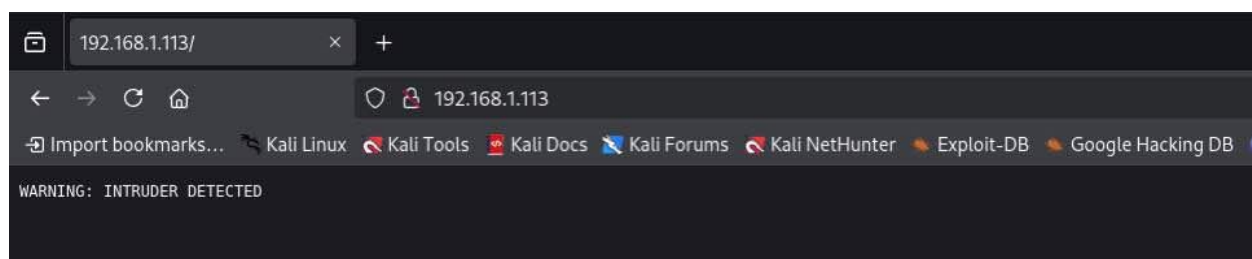 192.168.1.113/
192.168.1.113
Import bookmarks... Kali Linux Kali Tools Kali Docs Kali Forums Kali NetHunter Exploit-DB Google Hacking DB
WARNING: INTRUDER DETECTED